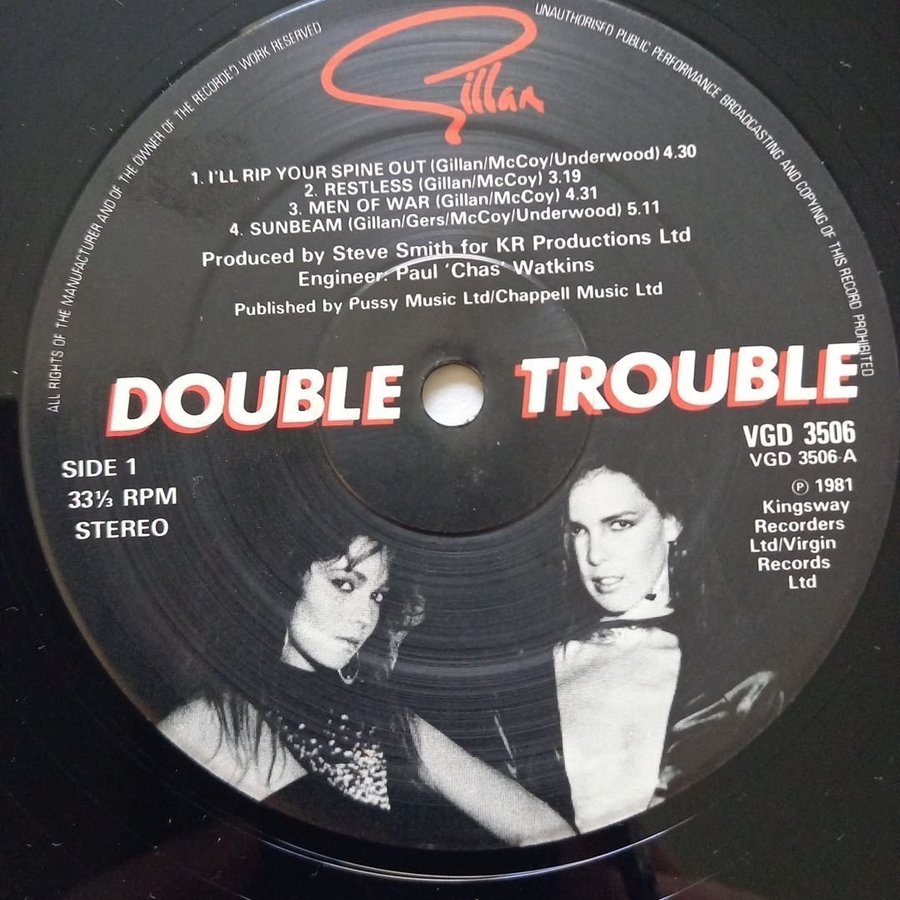 ALL RIGHTS OF THE MANUFACTURER AND OF THE OWNER OF THE RECORDED WORK RESERVED
UNAUTHORISED PUBLIC PERFORMANCE BROADCASTING AND COPYING OF THIS RECORD PROHIBITED
Gillan
1. I'LL RIP YOUR SPINE OUT (Gillan/McCoy/Underwood) 4.30
2. RESTLESS (Gillan/McCoy) 3.19
3. MEN OF WAR (Gillan/McCoy) 4.31
4. SUNBEAM (Gillan/Gers/McCoy/Underwood) 5.11
Produced by Steve Smith for KR Productions Ltd
Engineer: Paul 'Chas' Watkins
Published by Pussy Music Ltd/Chappell Music Ltd
DOUBLE TROUBLE
SIDE 1
33⅓ RPM
STEREO
VGD 3506
VGD 3506-A
℗ 1981
Kingsway
Recorders
Ltd/Virgin
Records
Ltd